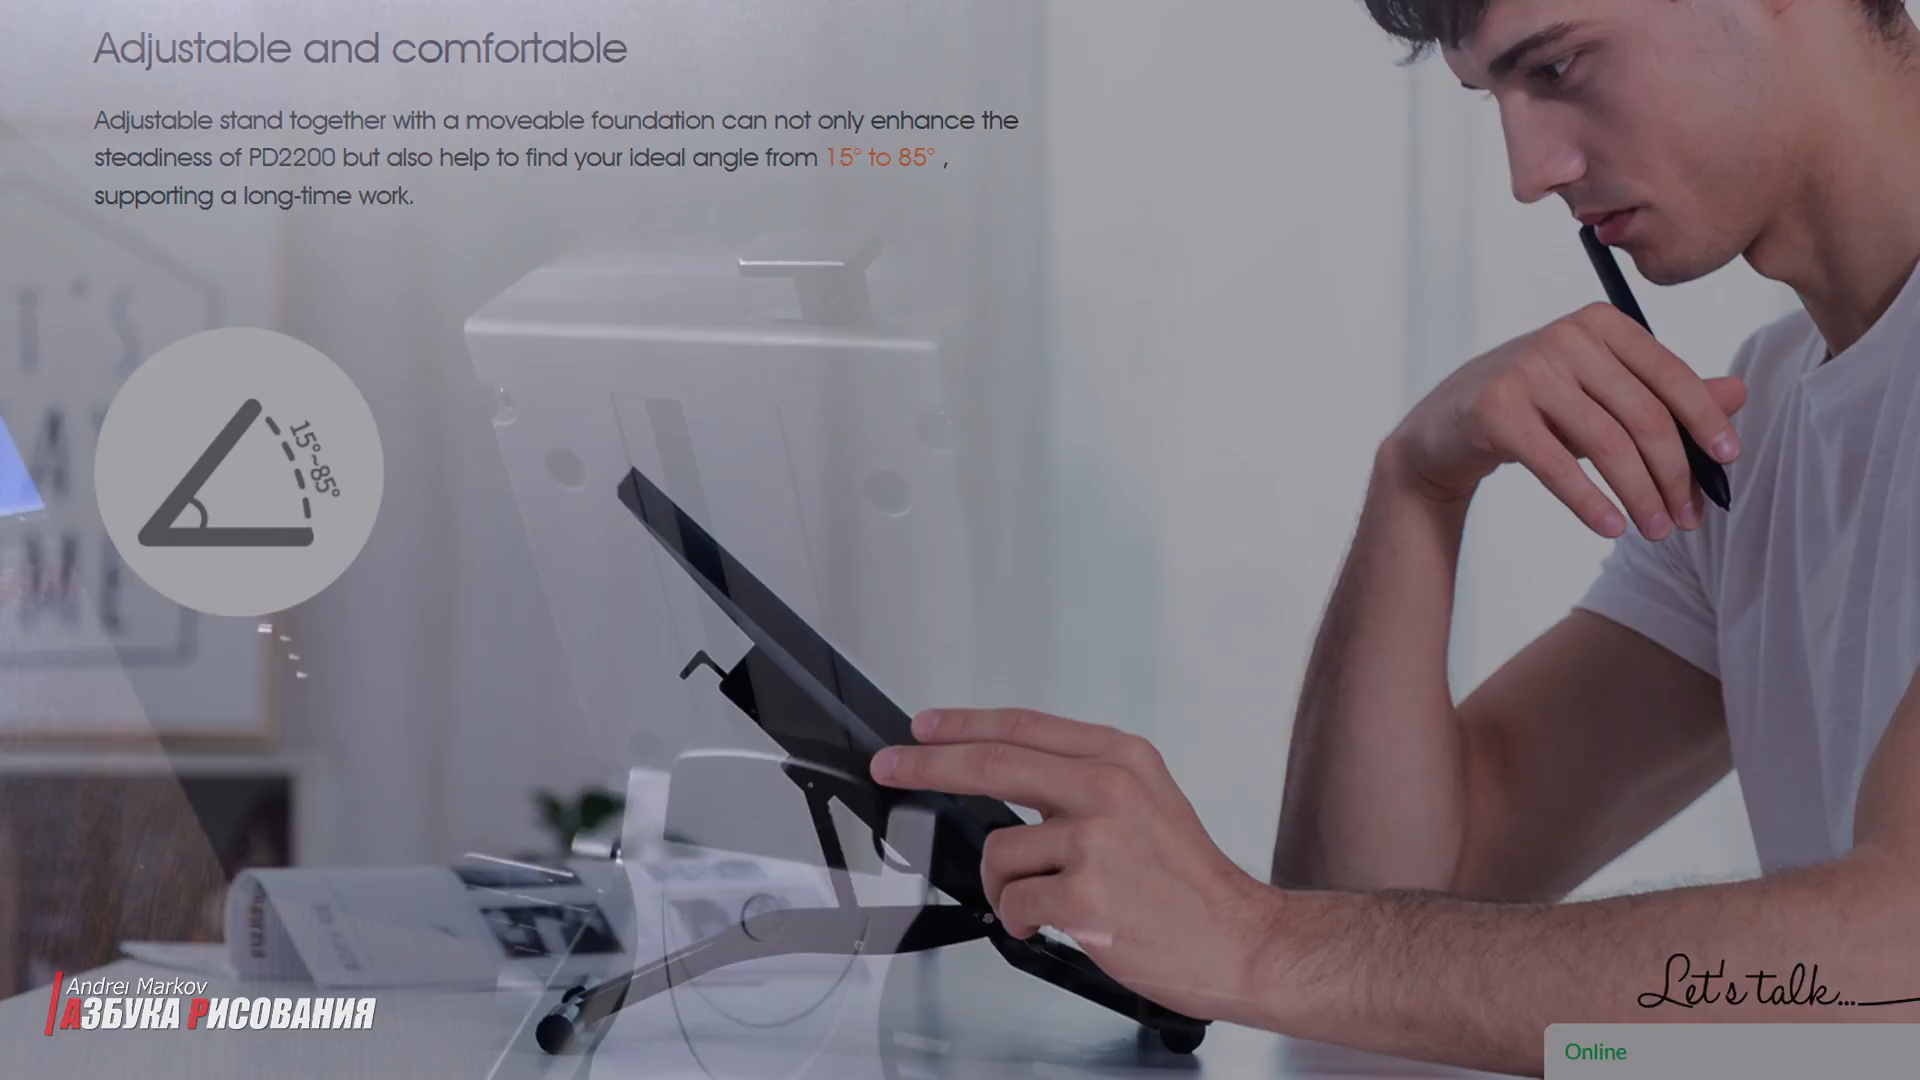 Adjustable and comfortable
Adjustable stand together with a moveable foundation can not only enhance the
steadiness of PD2200 but also help to find your ideal angle from 15° to 85° ,
supporting a long-time work.
15°~85°
Andrei Markov
АЗБУКА РИСОВАНИЯ
Let's talk...
Online